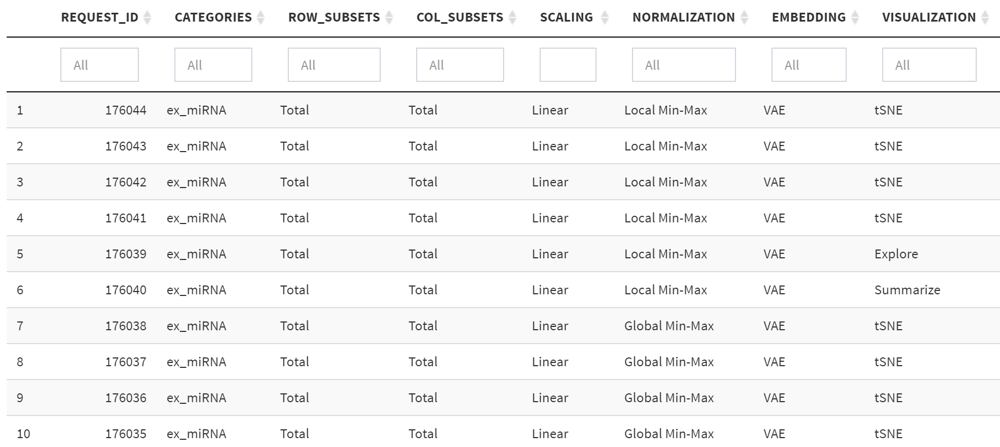 REQUEST_ID CATEGORIES ROW_SUBSETS COL_SUBSETS SCALING NORMALIZATION EMBEDDING VISUALIZATION
All All All All All All All
1 176044 ex_miRNA Total Total Linear Local Min-Max VAE tSNE
2 176043 ex_miRNA Total Total Linear Local Min-Max VAE tSNE
3 176042 ex_miRNA Total Total Linear Local Min-Max VAE tSNE
4 176041 ex_miRNA Total Total Linear Local Min-Max VAE tSNE
5 176039 ex_miRNA Total Total Linear Local Min-Max VAE Explore
6 176040 ex_miRNA Total Total Linear Local Min-Max VAE Summarize
7 176038 ex_miRNA Total Total Linear Global Min-Max VAE tSNE
8 176037 ex_miRNA Total Total Linear Global Min-Max VAE tSNE
9 176036 ex_miRNA Total Total Linear Global Min-Max VAE tSNE
10 176035 ex_miRNA Total Total Linear Global Min-Max VAE tSNE